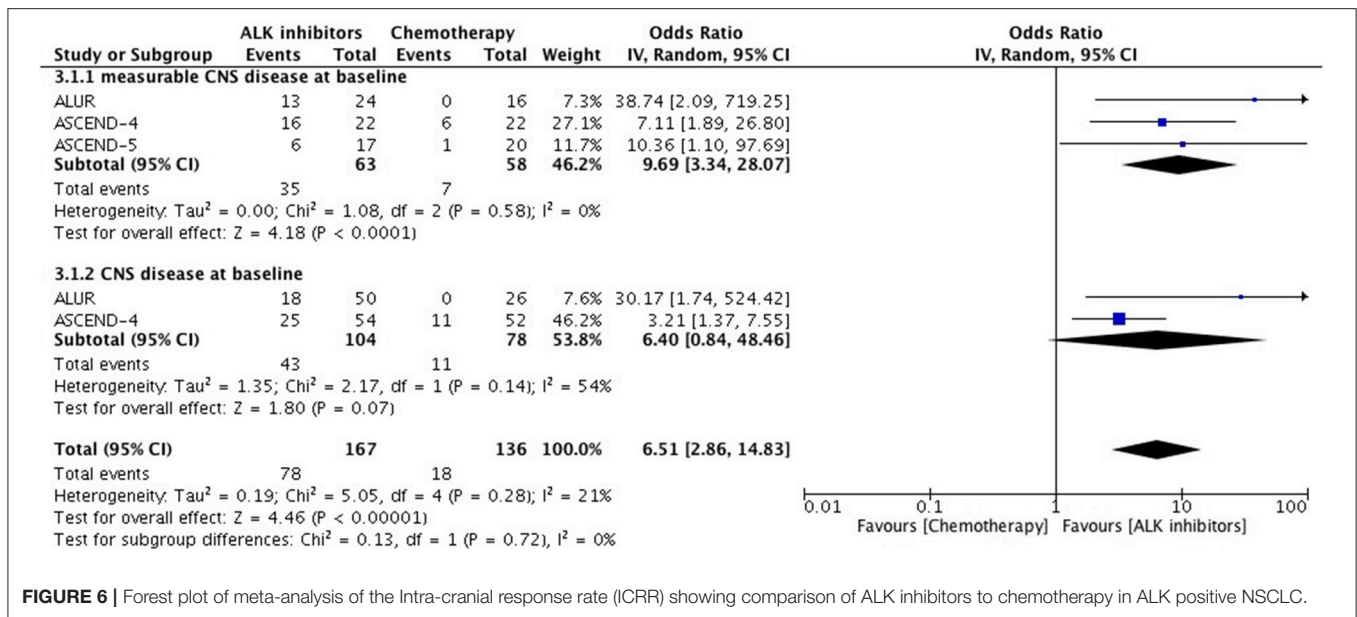 ALK inhibitors Chemotherapy Odds Ratio Odds Ratio
Study or Subgroup Events Total Events Total Weight IV, Random, 95% CI IV, Random, 95% CI
3.1.1 measurable CNS disease at baseline
ALUR 13 24 0 16 7.3% 38.74 [2.09, 719.25]
ASCEND-4 16 22 6 22 27.1% 7.11 [1.89, 26.80]
ASCEND-5 6 17 1 20 11.7% 10.36 [1.10, 97.69]
Subtotal (95% CI) 63 58 46.2% 9.69 [3.34, 28.07]
Total events 35 7
Heterogeneity: Tau² = 0.00; Chi² = 1.08, df = 2 (P = 0.58); I² = 0%
Test for overall effect: Z = 4.18 (P < 0.0001)
3.1.2 CNS disease at baseline
ALUR 18 50 0 26 7.6% 30.17 [1.74, 524.42]
ASCEND-4 25 54 11 52 46.2% 3.21 [1.37, 7.55]
Subtotal (95% CI) 104 78 53.8% 6.40 [0.84, 48.46]
Total events 43 11
Heterogeneity: Tau² = 1.35; Chi² = 2.17, df = 1 (P = 0.14); I² = 54%
Test for overall effect: Z = 1.80 (P = 0.07)
Total (95% CI) 167 136 100.0% 6.51 [2.86, 14.83]
Total events 78 18
Heterogeneity: Tau² = 0.19; Chi² = 5.05, df = 4 (P = 0.28); I² = 21%
Test for overall effect: Z = 4.46 (P < 0.00001)
Test for subgroup differences: Chi² = 0.13, df = 1 (P = 0.72), I² = 0%
0.01 0.1 1 10 100
Favours [Chemotherapy] Favours [ALK inhibitors]
FIGURE 6 | Forest plot of meta-analysis of the Intra-cranial response rate (ICRR) showing comparison of ALK inhibitors to chemotherapy in ALK positive NSCLC.